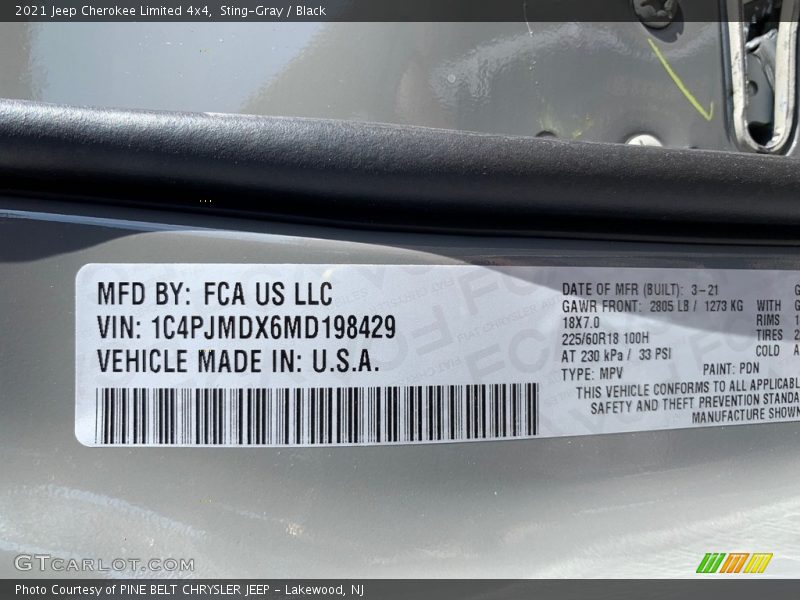 2021 Jeep Cherokee Limited 4x4, Sting-Gray / Black
MFD BY: FCA US LLC
VIN: 1C4PJMDX6MD198429
VEHICLE MADE IN: U.S.A.
DATE OF MFR (BUILT): 3-21
GAWR FRONT: 2805 LB / 1273 KG WITH
18X7.0 RIMS
225/60R18 100H TIRES
AT 230 kPa / 33 PSI COLD
TYPE: MPV PAINT: PDN
THIS VEHICLE CONFORMS TO ALL
SAFETY AND THEFT PREVENTION
MANUFACTURE
GTCARLOT.COM
Photo Courtesy of PINE BELT CHRYSLER JEEP - Lakewood, NJ